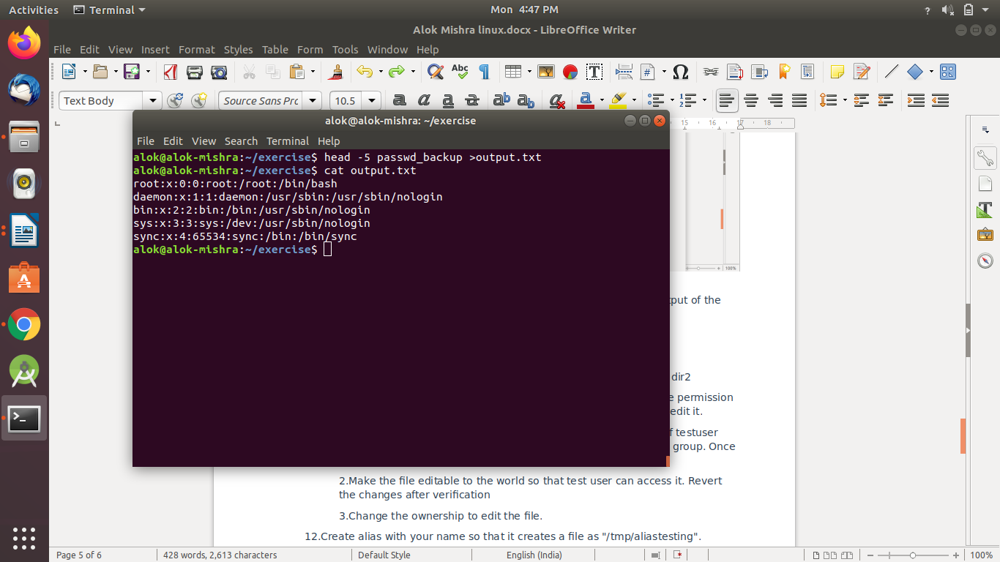 Activities Terminal Mon 4:47 PM ?
Alok Mishra linux.docx - LibreOffice Writer
File Edit View Insert Format Styles Table Form Tools Window Help
Abc
Text Body Source Sans Pro 10.5
alok@alok-mishra: ~/exercise
15 16 17 18
File Edit View Search Terminal Help
alok@alok-mishra:~/exercise$ head -5 passwd_backup >output.txt
alok@alok-mishra:~/exercise$ cat output.txt
root:x:0:0:root:/root:/bin/bash
daemon:x:1:1:daemon:/usr/sbin:/usr/sbin/nologin
bin:x:2:2:bin:/bin:/usr/sbin/nologin
sys:x:3:3:sys:/dev:/usr/sbin/nologin
sync:x:4:65534:sync:/bin:/bin/sync
alok@alok-mishra:~/exercise$
100%
of the
dir2
permission
edit it.
testuser
group. Once
2.Make the file editable to the world so that test user can access it. Revert
the changes after verification
3.Change the ownership to edit the file.
12.Create alias with your name so that it creates a file as "/tmp/aliastesting".
Page 5 of 6 428 words, 2,613 characters Default Style English (India) 100%